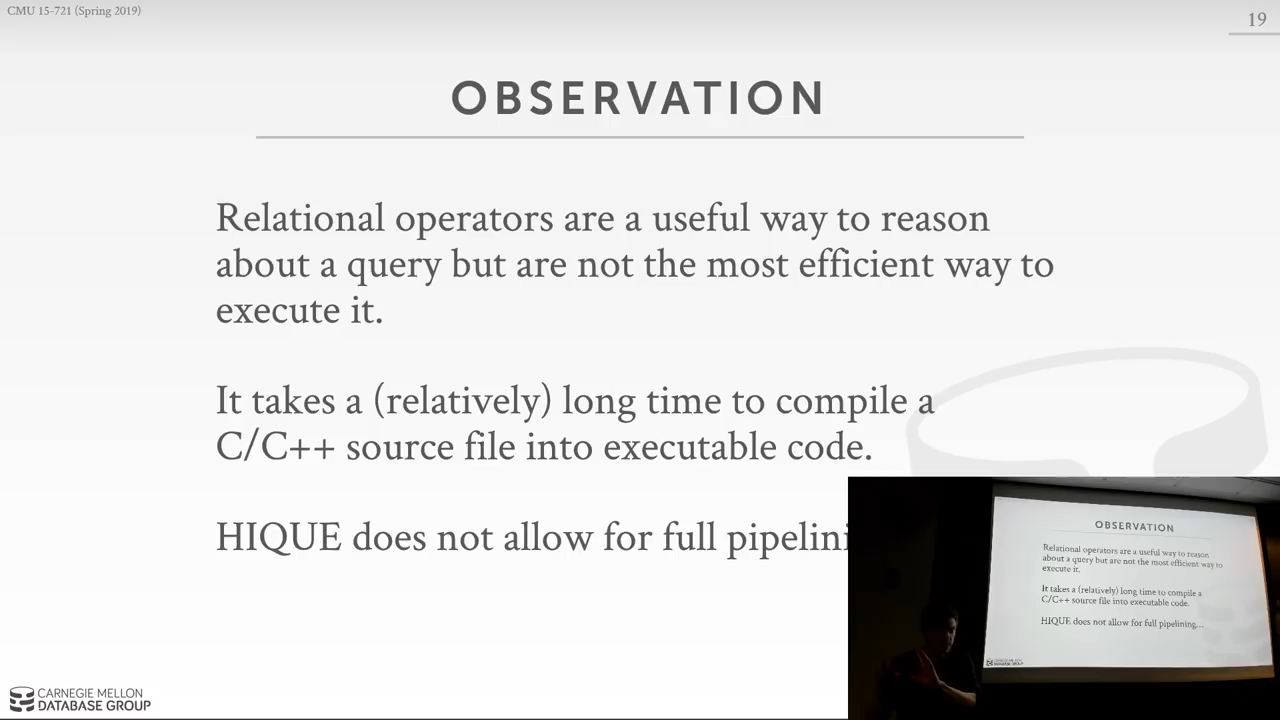 CMU 15-721 (Spring 2019)
19
OBSERVATION
Relational operators are a useful way to reason
about a query but are not the most efficient way to
execute it.
It takes a (relatively) long time to compile a
C/C++ source file into executable code.
HIQUE does not allow for full pipelini
OBSERVATION
Relational operators are a useful way to reason
about a query but are not the most efficient way to
execute it.
It takes a (relatively) long time to compile a
C/C++ source file into executable code.
HIQUE does not allow for full pipelining...
CARNEGIE MELLON
DATABASE GROUP
CARNEGIE MELLON
DATABASE GROUP